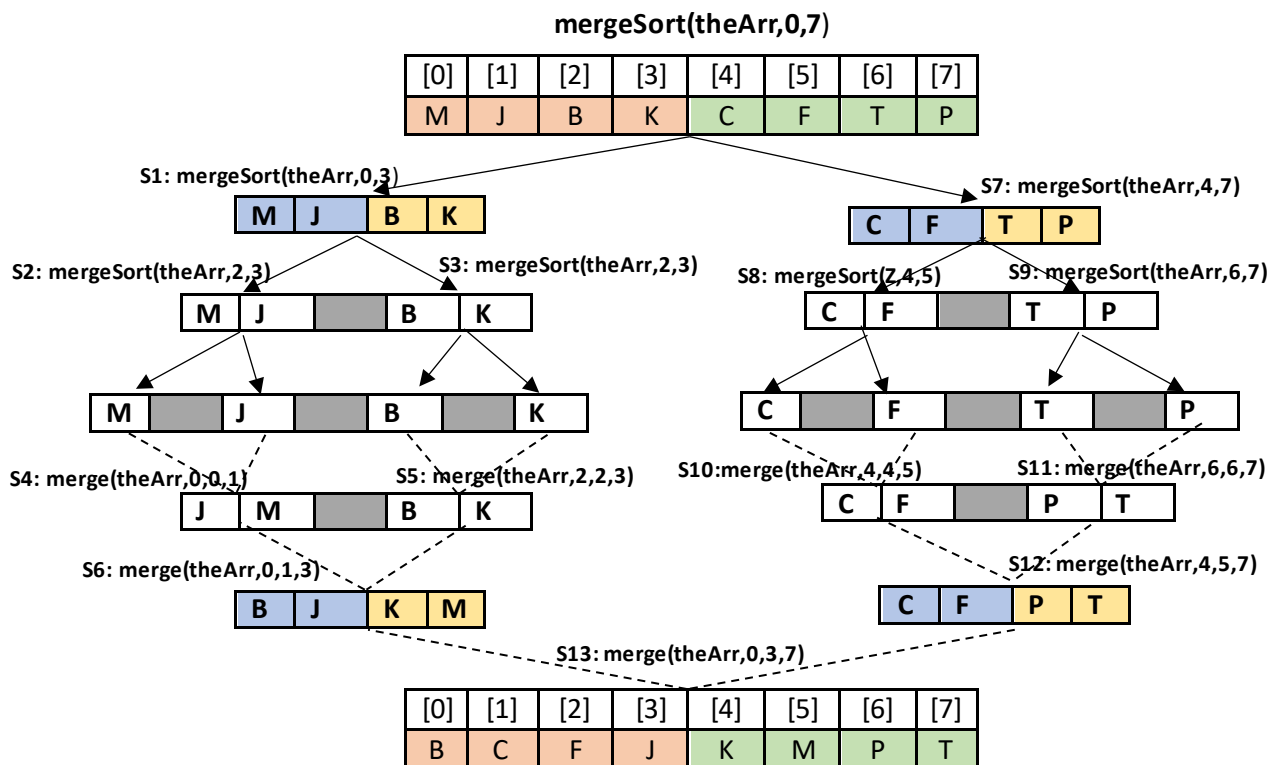 mergeSort(theArr,0,7)
[0] [1] [2] [3] [4] [5] [6] [7]
M J B K C F T P
S1: mergeSort(theArr,0,3)
S7: mergeSort(theArr,4,7)
M J B K
C F T P
S2: mergeSort(theArr,2,3)
S3: mergeSort(theArr,2,3)
S8: mergeSort(Z,4,5)
S9: mergeSort(theArr,6,7)
M J B K
C F T P
M J B K
C F T P
S4: merge(theArr,0,0,1)
S5: merge(theArr,2,2,3)
S10:merge(theArr,4,4,5)
S11: merge(theArr,6,6,7)
J M B K
C F P T
S6: merge(theArr,0,1,3)
S12: merge(theArr,4,5,7)
B J K M
C F P T
S13: merge(theArr,0,3,7)
[0] [1] [2] [3] [4] [5] [6] [7]
B C F J K M P T